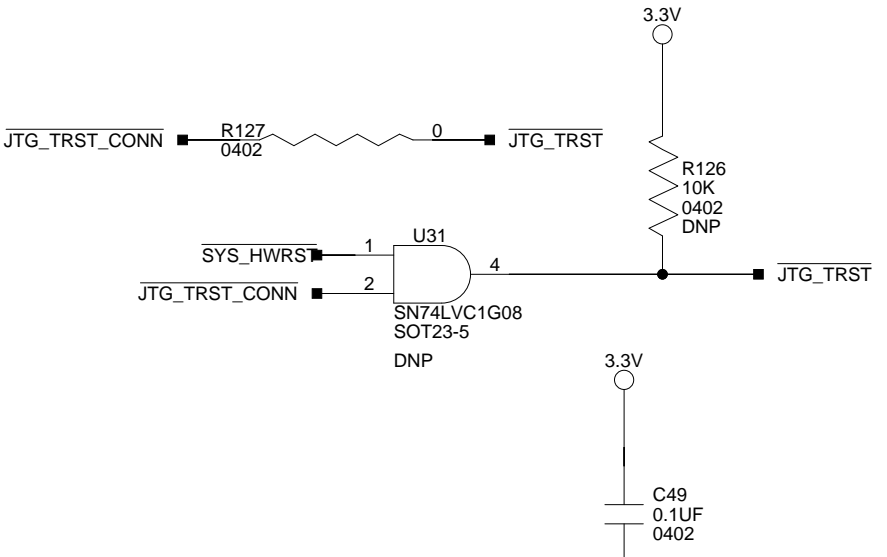 3.3V
JTG_TRST_CONN
R127
0402
0
JTG_TRST
R126
10K
0402
DNP
U31
SYS_HWRST
1
JTG_TRST_CONN
2
4
JTG_TRST
SN74LVC1G08
SOT23-5
DNP
3.3V
C49
0.1UF
0402